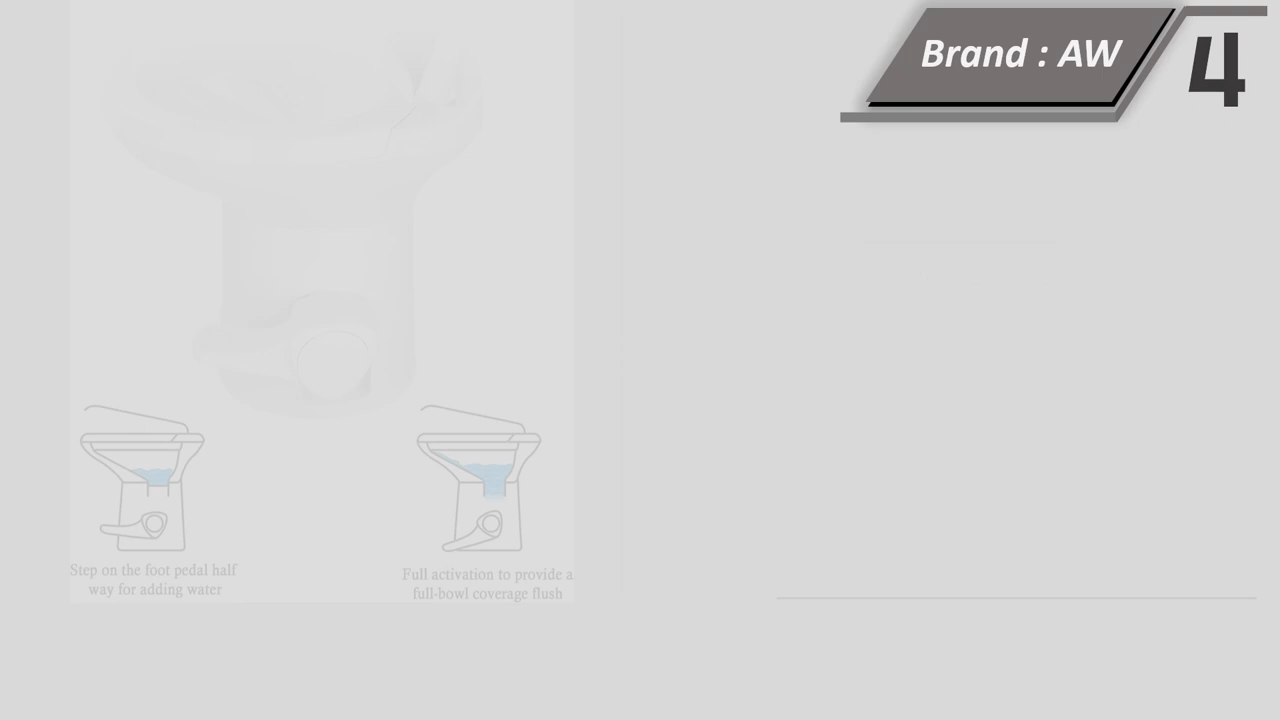 Brand : AW
4
Step on the foot pedal half
way for adding water
Full activation to provide a
full-bowl coverage flush